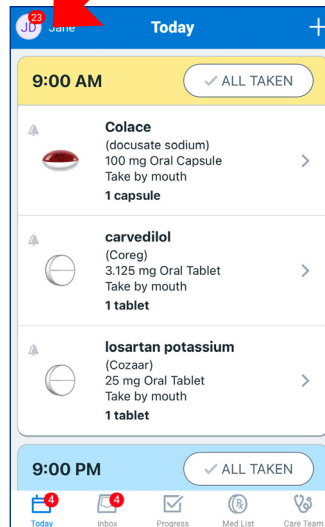 23
JD Jane Today +
9:00 AM ✓ ALL TAKEN
Colace
(docusate sodium)
100 mg Oral Capsule
Take by mouth
1 capsule
carvedilol
(Coreg)
3.125 mg Oral Tablet
Take by mouth
1 tablet
losartan potassium
(Cozaar)
25 mg Oral Tablet
Take by mouth
1 tablet
9:00 PM ✓ ALL TAKEN
4 4
Today Inbox Progress Med List Care Team